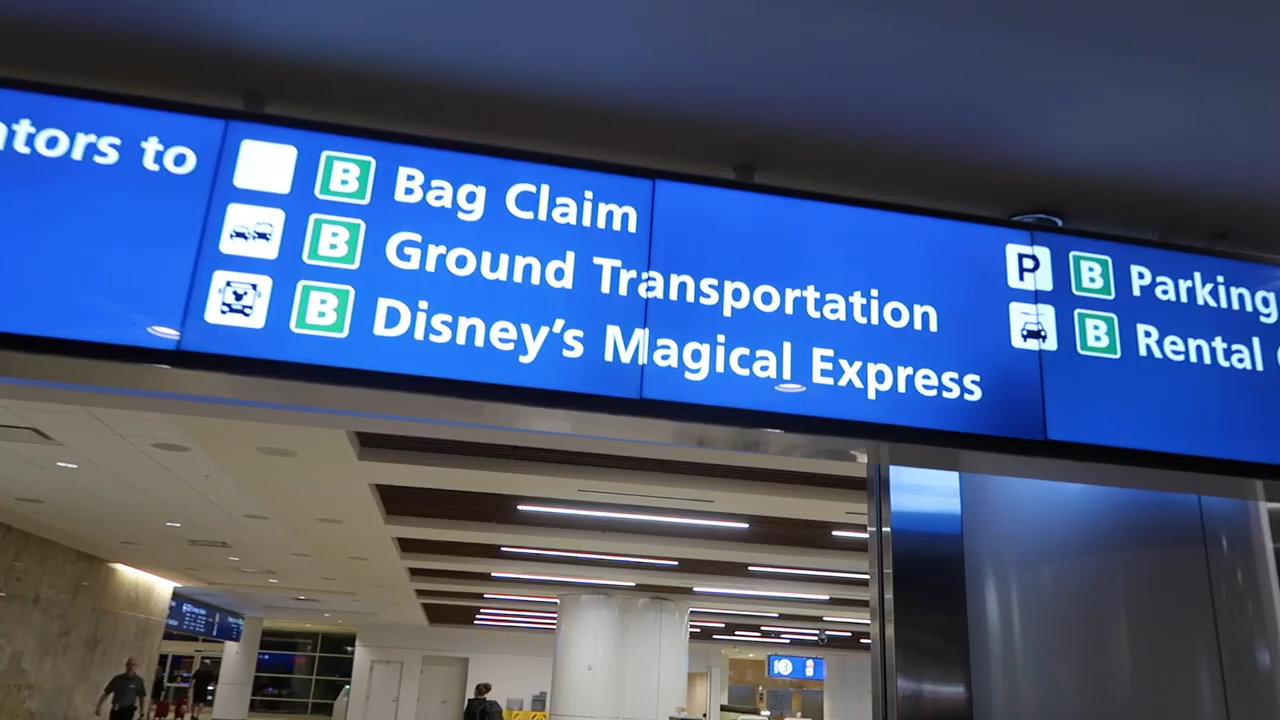 ators to
B Bag Claim
B Ground Transportation
B Disney's Magical Express
P B Parking
B Rental